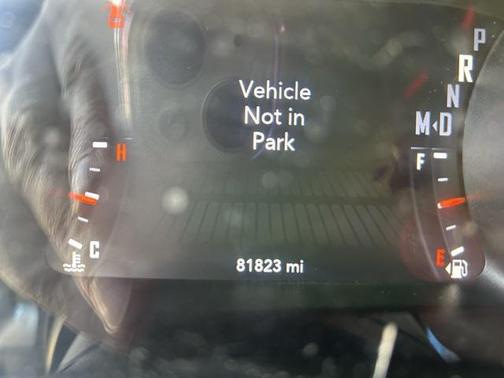 P
R
N
M◂D
Vehicle
Not in
Park
H
F
C
E
81823 mi